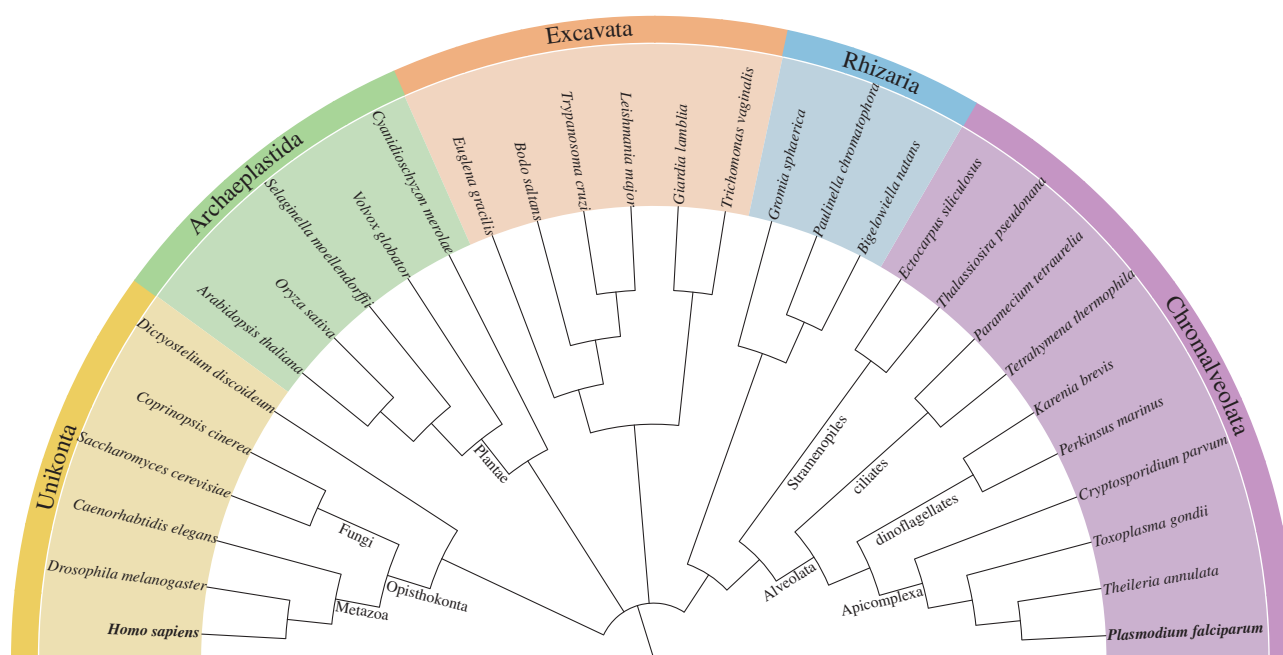 Unikonta
Archaeplastida
Excavata
Rhizaria
Chromalveolata
Homo sapiens
Drosophila melanogaster
Caenorhabtidis elegans
Saccharomyces cerevisiae
Coprinopsis cinerea
Dictyostelium discoideum
Arabidopsis thaliana
Oryza sativa
Selaginella moellendorffii
Volvox globator
Cyanidioschyzon merolae
Euglena gracilis
Bodo saltans
Trypanosoma cruzi
Leishmania major
Giardia lamblia
Trichomonas vaginalis
Gromia sphaerica
Paulinella chromatophora
Bigelowiella natans
Ectocarpus siliculosus
Thalassiosira pseudonana
Paramecium tetraurelia
Tetrahymena thermophila
Karenia brevis
Perkinsus marinus
Cryptosporidium parvum
Toxoplasma gondii
Theileria annulata
Plasmodium falciparum
Metazoa
Fungi
Opisthokonta
Plantae
Stramenopiles
ciliates
dinoflagellates
Alveolata
Apicomplexa